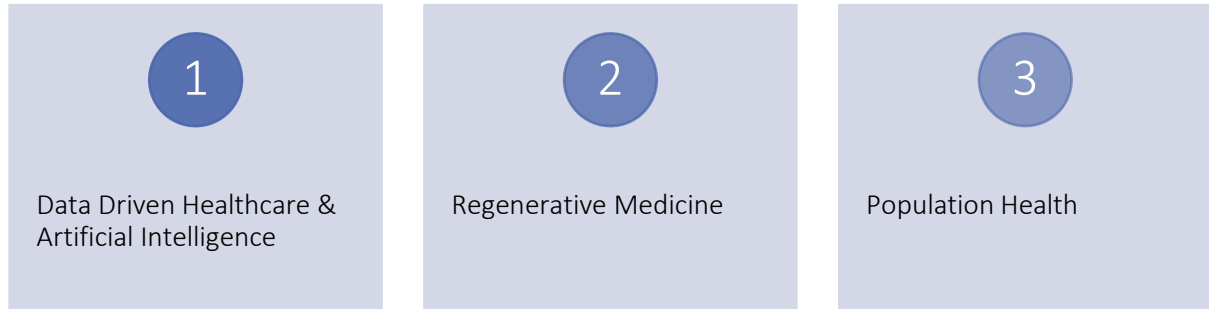 1
Data Driven Healthcare &
Artificial Intelligence
2
Regenerative Medicine
3
Population Health